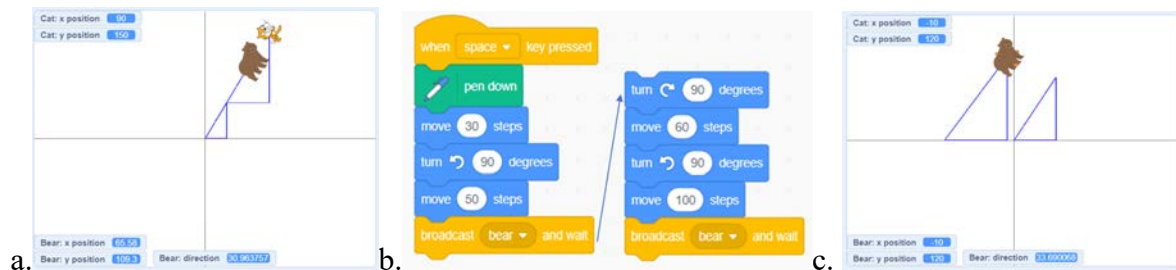 a.
Cat: x position 90
Cat: y position 150
Bear: x position 65.58
Bear: y position 109.3
Bear: direction 30.963757
b.
when space key pressed
pen down
move 30 steps
turn 90 degrees
move 50 steps
broadcast bear and wait
turn 90 degrees
move 60 steps
turn 90 degrees
move 100 steps
broadcast bear and wait
c.
Cat: x position -10
Cat: y position 120
Bear: x position -10
Bear: y position 120
Bear: direction 33.690068